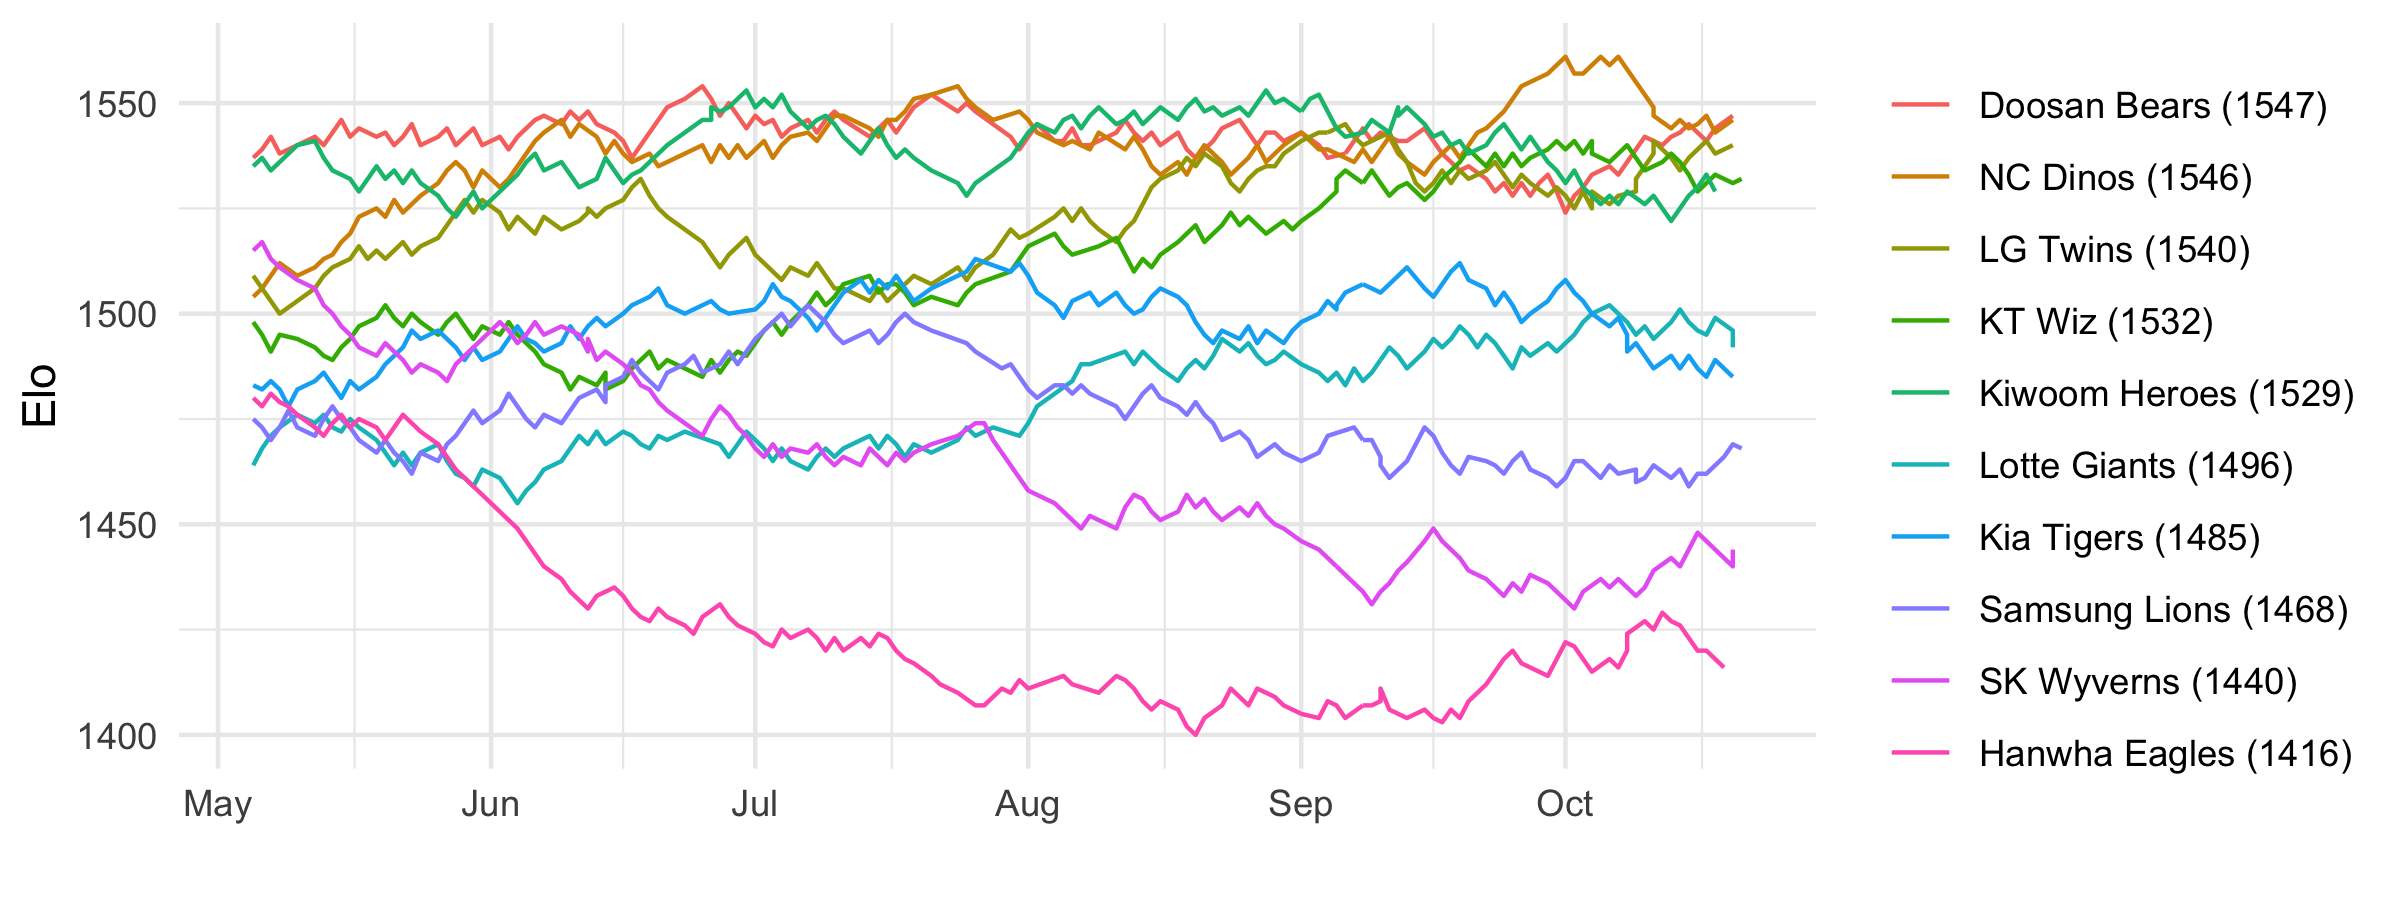 Elo
1550
1500
1450
1400
May Jun Jul Aug Sep Oct
Doosan Bears (1547)
NC Dinos (1546)
LG Twins (1540)
KT Wiz (1532)
Kiwoom Heroes (1529)
Lotte Giants (1496)
Kia Tigers (1485)
Samsung Lions (1468)
SK Wyverns (1440)
Hanwha Eagles (1416)